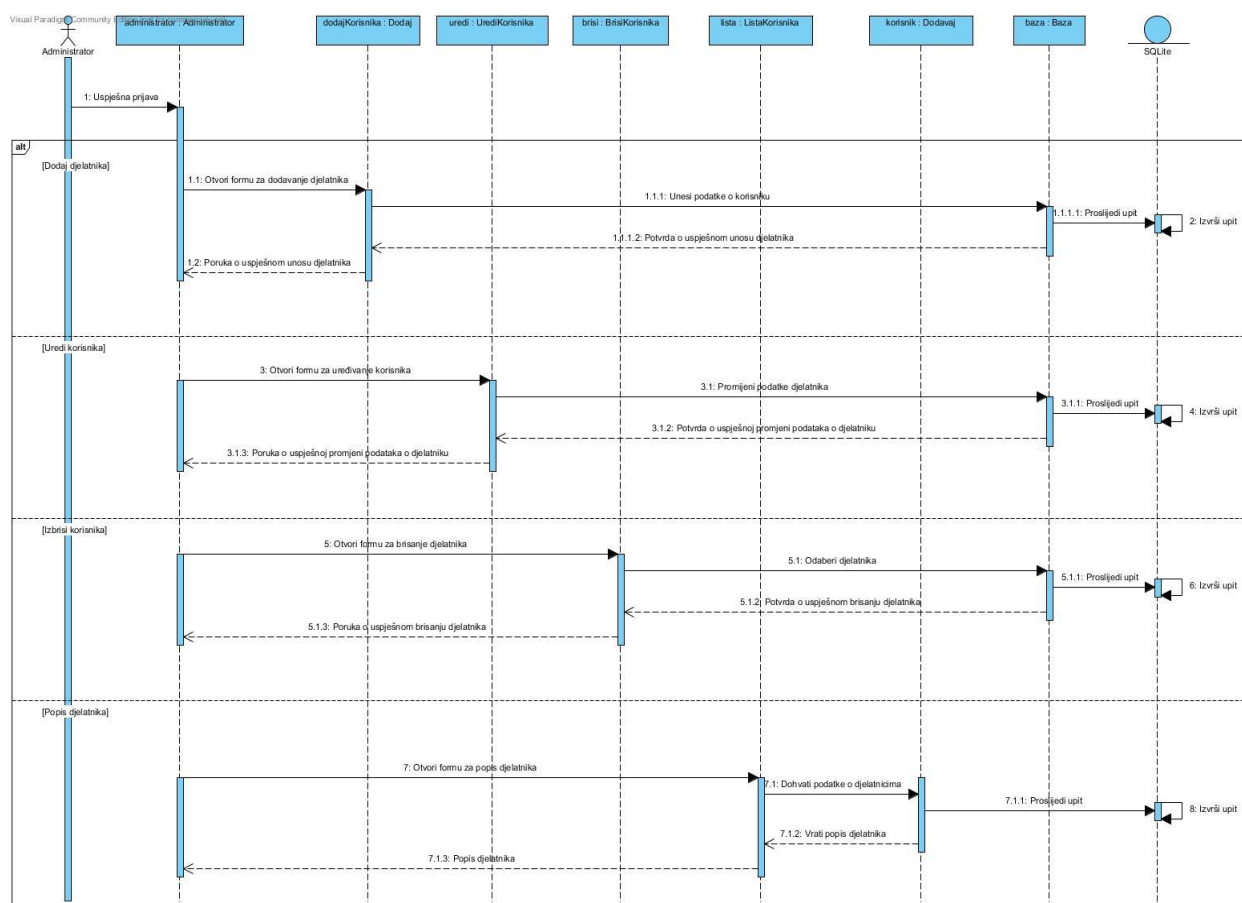 Visual Paradigm Community
Administrator
administrator : Administrator
dodajKorisnika : Dodaj
uredi : UrediKorisnika
brisi : BrisiKorisnika
lista : ListaKorisnika
korisnik : Dodavaj
baza : Baza
SQLite
1: Uspješna prijava
alt
[Dodaj djelatnika]
1.1: Otvori formu za dodavanje djelatnika
1.1.1: Unesi podatke o korisniku
1.1.1.1: Proslijedi upit
2: Izvrši upit
1.1.1.2: Potvrda o uspješnom unosu djelatnika
1.2: Poruka o uspješnom unosu djelatnika
[Uredi korisnika]
3: Otvori formu za uređivanje korisnika
3.1: Promijeni podatke djelatnika
3.1.1: Proslijedi upit
4: Izvrši upit
3.1.2: Potvrda o uspješnoj promjeni podataka o djelatniku
3.1.3: Poruka o uspješnoj promjeni podataka o djelatniku
[Izbrisi korisnika]
5: Otvori formu za brisanje djelatnika
5.1: Odaberi djelatnika
5.1.1: Proslijedi upit
6: Izvrši upit
5.1.2: Potvrda o uspješnom brisanju djelatnika
5.1.3: Poruka o uspješnom brisanju djelatnika
[Popis djelatnika]
7: Otvori formu za popis djelatnika
7.1: Dohvati podatke o djelatnicima
7.1.1: Proslijedi upit
8: Izvrši upit
7.1.2: Vrati popis djelatnika
7.1.3: Popis djelatnika